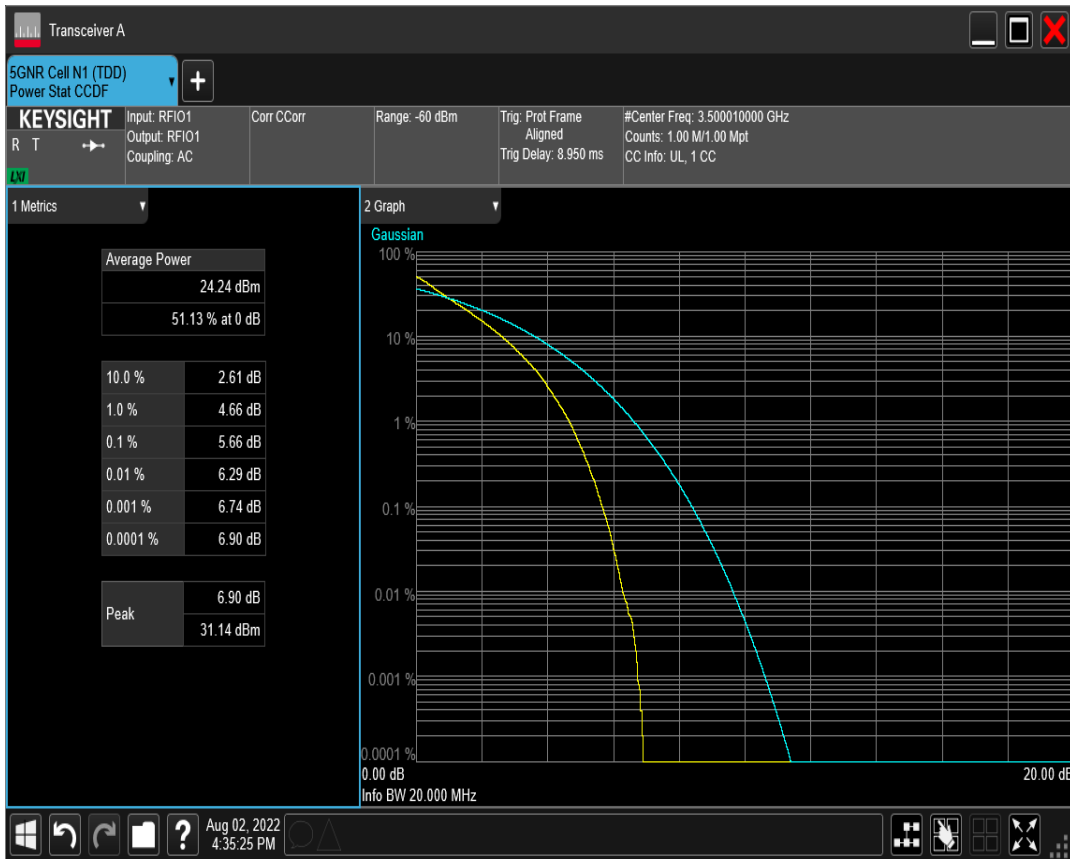 Transceiver A
5GNR Cell N1 (TDD)
Power Stat CCDF
+
KEYSIGHT
R T
LXI
Input: RFIO1
Output: RFIO1
Coupling: AC
Corr CCorr
Range: -60 dBm
Trig: Prot Frame
Aligned
Trig Delay: 8.950 ms
#Center Freq: 3.500010000 GHz
Counts: 1.00 M/1.00 Mpt
CC Info: UL, 1 CC
1 Metrics
Average Power
24.24 dBm
51.13 % at 0 dB
10.0 % 2.61 dB
1.0 % 4.66 dB
0.1 % 5.66 dB
0.01 % 6.29 dB
0.001 % 6.74 dB
0.0001 % 6.90 dB
Peak 6.90 dB
31.14 dBm
2 Graph
Gaussian
100 %
10 %
1 %
0.1 %
0.01 %
0.001 %
0.0001 %
0.00 dB 20.00 dB
Info BW 20.000 MHz
?
Aug 02, 2022
4:35:25 PM